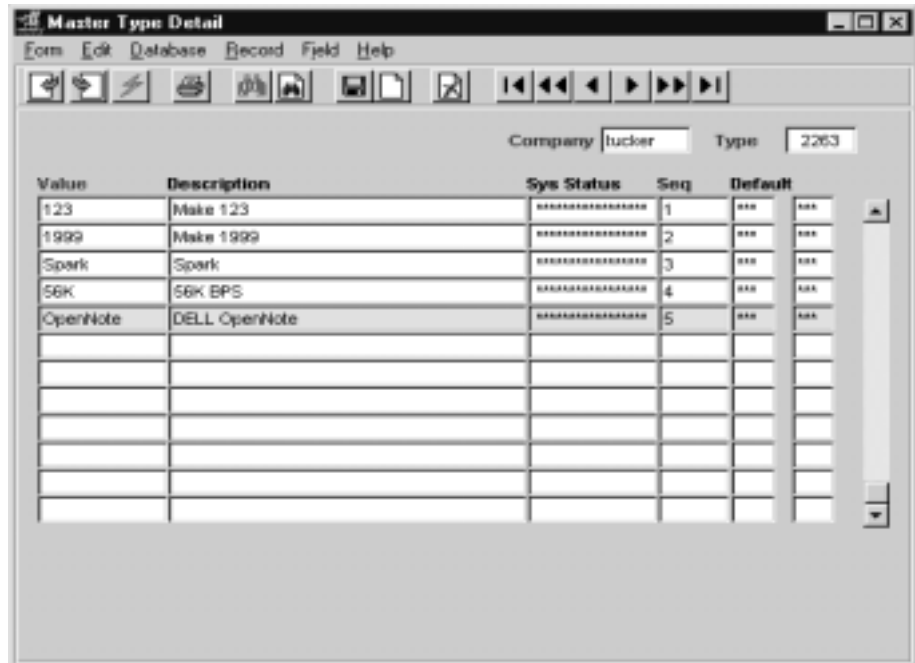 Master Type Detail
Form Edit Database Record Field Help
Company tucker Type 2263
Value Description Sys Status Seq Default
123 Make 123 ***************** 1 *** ***
1999 Make 1999 ***************** 2 *** ***
Spark Spark ***************** 3 *** ***
56K 56K BPS ***************** 4 *** ***
OpenNote DELL OpenNote ***************** 5 *** ***